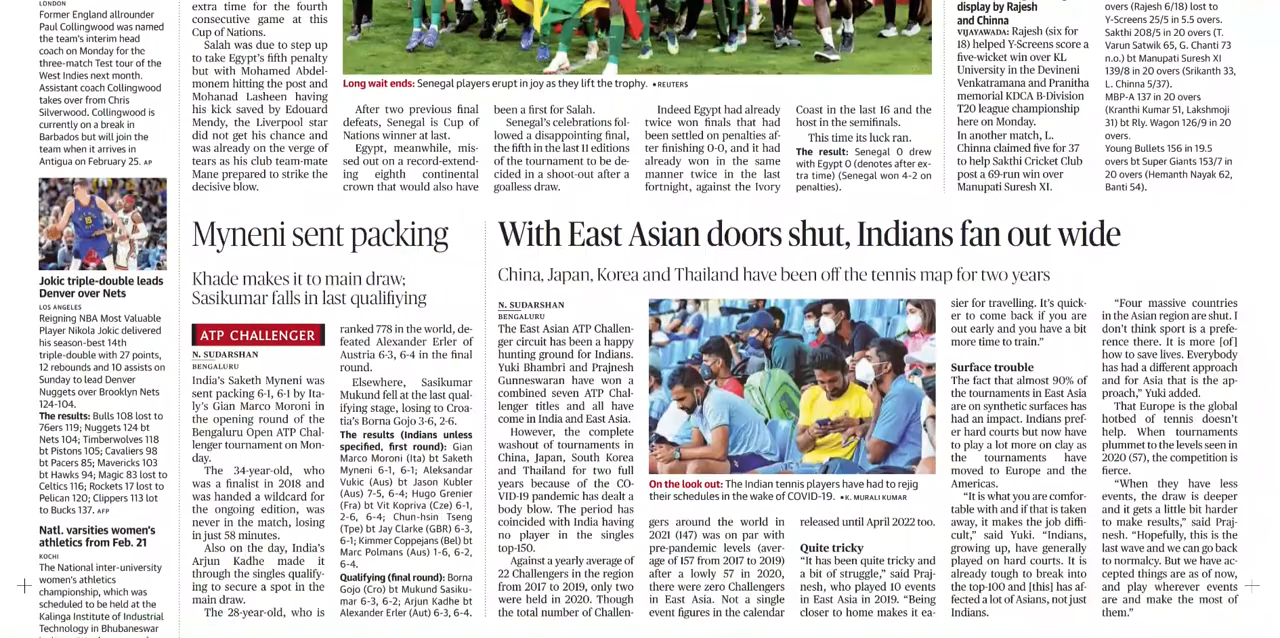 LONDON
Former England allrounder
Paul Collingwood was named
the team's interim head
coach on Monday for the
three-match Test tour of the
West Indies next month.
Assistant coach Collingwood
takes over from Chris
Silverwood. Collingwood is
currently on a break in
Barbados but will join the
team when it arrives in
Antigua on February 25. AP
Jokic triple-double leads
Denver over Nets
LOS ANGELES
Reigning NBA Most Valuable
Player Nikola Jokic delivered
his season-best 14th
triple-double with 27 points,
12 rebounds and 10 assists on
Sunday to lead Denver
Nuggets over Brooklyn Nets
124-104.
The results: Bulls 108 lost to
76ers 119; Nuggets 124 bt
Nets 104; Timberwolves 118
bt Pistons 105; Cavaliers 98
bt Pacers 85; Mavericks 103
bt Hawks 94; Magic 83 lost to
Celtics 116; Rockets 17 lost to
Pelican 120; Clippers 113 lot
to Bucks 137. AFP
Natl. varsities women's
athletics from Feb. 21
KOCHI
The National inter-university
women's athletics
championship, which was
scheduled to be held at the
Kalinga Institute of Industrial
Technology in Bhubaneswar
extra time for the fourth
consecutive game at this
Cup of Nations.
Salah was due to step up
to take Egypt's fifth penalty
but with Mohamed Abdel-
monem hitting the post and
Mohanad Lasheen having
his kick saved by Edouard
Mendy, the Liverpool star
did not get his chance and
was already on the verge of
tears as his club team-mate
Mane prepared to strike the
decisive blow.
Long wait ends: Senegal players erupt in joy as they lift the trophy. •REUTERS
After two previous final
defeats, Senegal is Cup of
Nations winner at last.
Egypt, meanwhile, mis-
sed out on a record-extend-
ing eighth continental
crown that would also have
been a first for Salah.
Senegal's celebrations fol-
lowed a disappointing final,
the fifth in the last 11 editions
of the tournament to be de-
cided in a shoot-out after a
goalless draw.
Indeed Egypt had already
twice won finals that had
been settled on penalties af-
ter finishing 0-0, and it had
already won in the same
manner twice in the last
fortnight, against the Ivory
Coast in the last 16 and the
host in the semifinals.
This time its luck ran.
The result: Senegal 0 drew
with Egypt 0 (denotes after ex-
tra time) (Senegal won 4-2 on
penalties).
display by Rajesh
and Chinna
VIJAYAWADA: Rajesh (six for
18) helped Y-Screens score a
five-wicket win over KL
University in the Devineni
Venkatramana and Pranitha
memorial KDCA B-Division
T20 league championship
here on Monday.
In another match, L.
Chinna claimed five for 37
to help Sakthi Cricket Club
post a 69-run win over
Manupati Suresh XI.
overs (Rajesh 6/18) lost to
Y-Screens 25/5 in 5.5 overs.
Sakthi 208/5 in 20 overs (T.
Varun Satwik 65, G. Chanti 73
n.o.) bt Manupati Suresh XI
139/8 in 20 overs (Srikanth 33,
L. Chinna 5/37).
MBP-A 137 in 20 overs
(Kranthi Kumar 51, Lakshmoji
31) bt Rly. Wagon 126/9 in 20
overs.
Young Bullets 156 in 19.5
overs bt Super Giants 153/7 in
20 overs (Hemanth Nayak 62,
Banti 54).
Myneni sent packing
Khade makes it to main draw;
Sasikumar falls in last qualifiying
ATP CHALLENGER
N. SUDARSHAN
BENGALURU
India's Saketh Myneni was
sent packing 6-1, 6-1 by Ita-
ly's Gian Marco Moroni in
the opening round of the
Bengaluru Open ATP Chal-
lenger tournament on Mon-
day.
The 34-year-old, who
was a finalist in 2018 and
was handed a wildcard for
the ongoing edition, was
never in the match, losing
in just 58 minutes.
Also on the day, India's
Arjun Kadhe made it
through the singles qualify-
ing to secure a spot in the
main draw.
The 28-year-old, who is
ranked 778 in the world, de-
feated Alexander Erler of
Austria 6-3, 6-4 in the final
round.
Elsewhere, Sasikumar
Mukund fell at the last qual-
ifying stage, losing to Croa-
tia's Borna Gojo 3-6, 2-6.
The results (Indians unless
specified, first round): Gian
Marco Moroni (Ita) bt Saketh
Myneni 6-1, 6-1; Aleksandar
Vukic (Aus) bt Jason Kubler
(Aus) 7-5, 6-4; Hugo Grenier
(Fra) bt Vit Kopriva (Cze) 6-1,
2-6, 6-4; Chun-hsin Tseng
(Tpe) bt Jay Clarke (GBR) 6-3,
6-1; Kimmer Coppejans (Bel) bt
Marc Polmans (Aus) 1-6, 6-2,
6-4.
Qualifying (final round): Borna
Gojo (Cro) bt Mukund Sasiku-
mar 6-3, 6-2; Arjun Kadhe bt
Alexander Erler (Aut) 6-3, 6-4.
With East Asian doors shut, Indians fan out wide
China, Japan, Korea and Thailand have been off the tennis map for two years
N. SUDARSHAN
BENGALURU
The East Asian ATP Challen-
ger circuit has been a happy
hunting ground for Indians.
Yuki Bhambri and Prajnesh
Gunneswaran have won a
combined seven ATP Chal-
lenger titles and all have
come in India and East Asia.
However, the complete
washout of tournaments in
China, Japan, South Korea
and Thailand for two full
years because of the CO-
VID-19 pandemic has dealt a
body blow. The period has
coincided with India having
no player in the singles
top-150.
Against a yearly average of
22 Challengers in the region
from 2017 to 2019, only two
were held in 2020. Though
the total number of Challen-
On the look out: The Indian tennis players have had to rejig
their schedules in the wake of COVID-19. •K. MURALI KUMAR
gers around the world in
2021 (147) was on par with
pre-pandemic levels (aver-
age of 157 from 2017 to 2019)
after a lowly 57 in 2020,
there were zero Challengers
in East Asia. Not a single
event figures in the calendar
released until April 2022 too.
Quite tricky
"It has been quite tricky and
a bit of struggle," said Praj-
nesh, who played 10 events
in East Asia in 2019. "Being
closer to home makes it ea-
sier for travelling. It's quick-
er to come back if you are
out early and you have a bit
more time to train."
Surface trouble
The fact that almost 90% of
the tournaments in East Asia
are on synthetic surfaces has
had an impact. Indians pref-
er hard courts but now have
to play a lot more on clay as
the tournaments have
moved to Europe and the
Americas.
"It is what you are comfor-
table with and if that is taken
away, it makes the job diffi-
cult," said Yuki. "Indians,
growing up, have generally
played on hard courts. It is
already tough to break into
the top-100 and [this] has af-
fected a lot of Asians, not just
Indians.
"Four massive countries
in the Asian region are shut. I
don't think sport is a prefe-
rence there. It is more [of]
how to save lives. Everybody
has had a different approach
and for Asia that is the ap-
proach," Yuki added.
That Europe is the global
hotbed of tennis doesn't
help. When tournaments
plummet to the levels seen in
2020 (57), the competition is
fierce.
"When they have less
events, the draw is deeper
and it gets a little bit harder
to make results," said Praj-
nesh. "Hopefully, this is the
last wave and we can go back
to normalcy. But we have ac-
cepted things are as of now,
and play wherever events
are and make the most of
them."